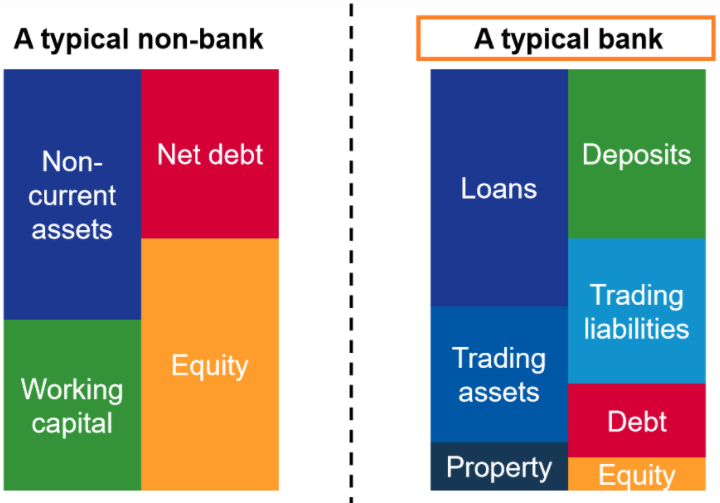 A typical non-bank
Non-
current
assets
Working
capital
Net debt
Equity
A typical bank
Loans
Trading
assets
Property
Deposits
Trading
liabilities
Debt
Equity